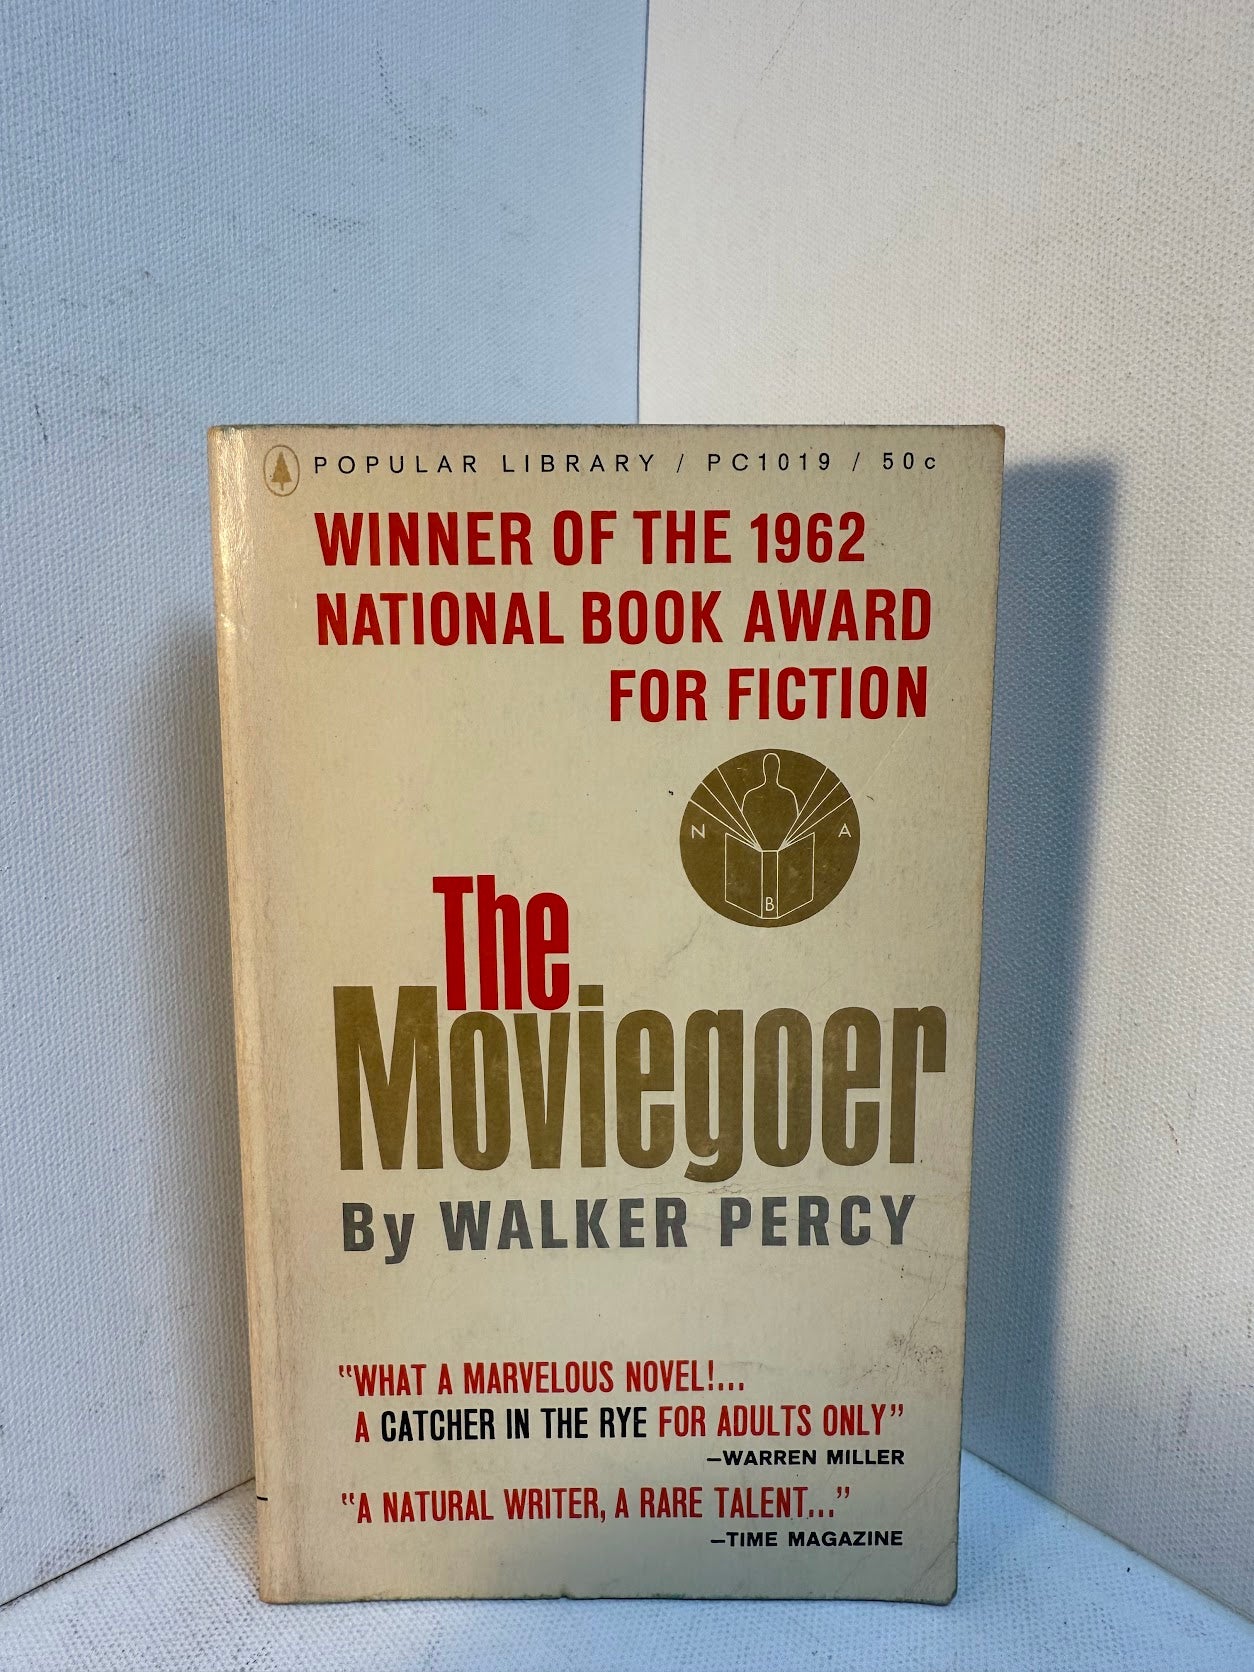 POPULAR LIBRARY / PC1019 / 50c
WINNER OF THE 1962
NATIONAL BOOK AWARD
FOR FICTION
N A
B
The
Moviegoer
By WALKER PERCY
"WHAT A MARVELOUS NOVEL!...
A CATCHER IN THE RYE FOR ADULTS ONLY"
—WARREN MILLER
"A NATURAL WRITER, A RARE TALENT..."
—TIME MAGAZINE